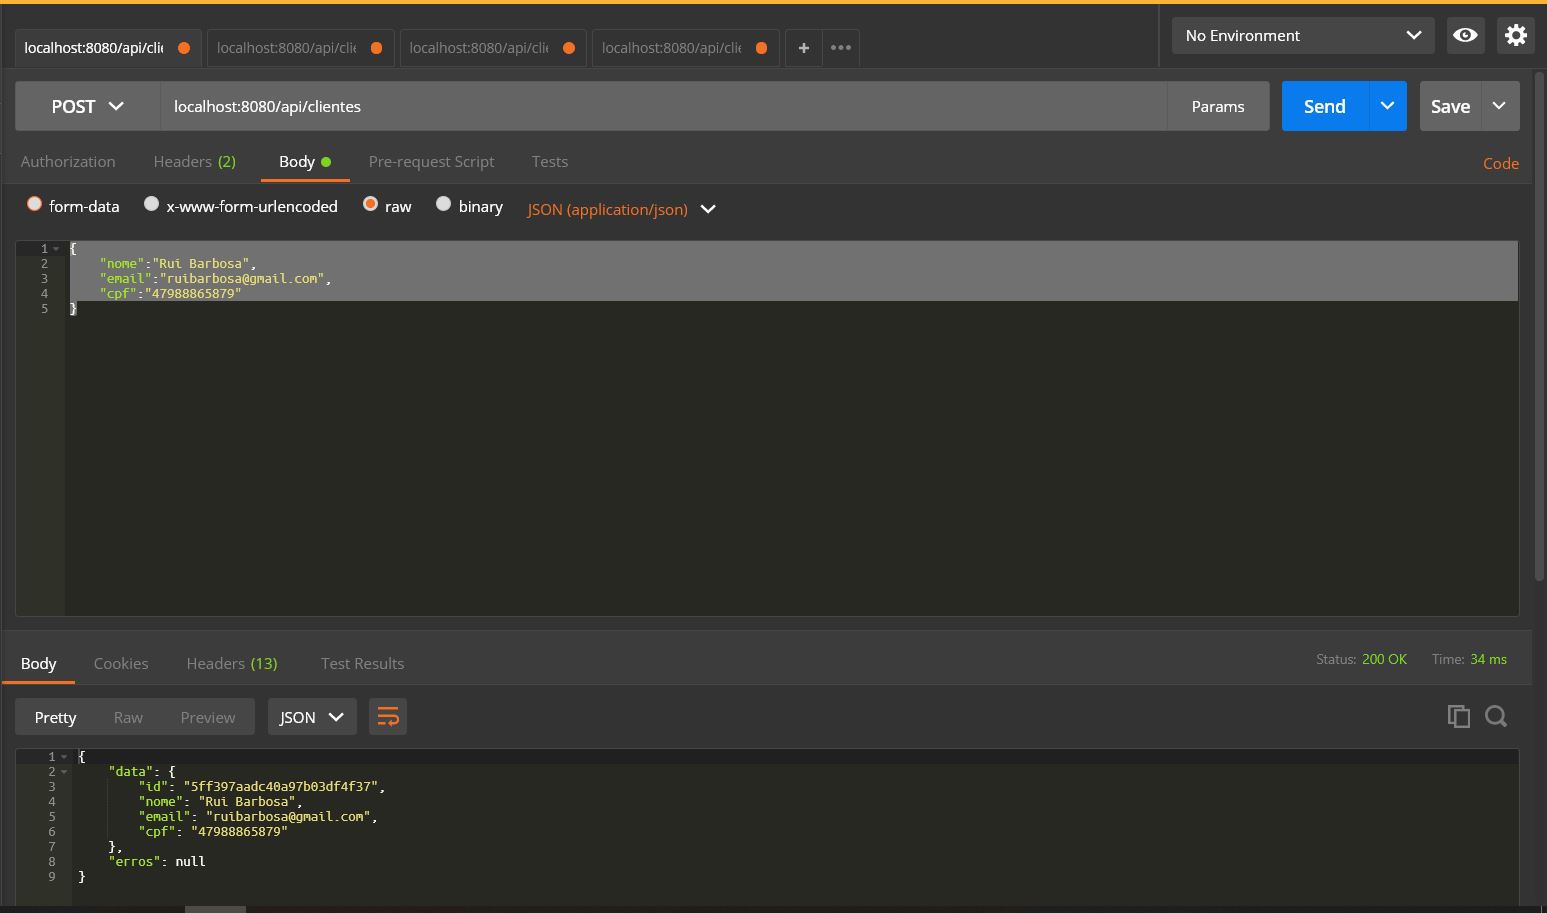 localhost:8080/api/clie
localhost:8080/api/clie
localhost:8080/api/clie
localhost:8080/api/clie
+
•••
No Environment
POST
localhost:8080/api/clientes
Params
Send
Save
Authorization
Headers (2)
Body
Pre-request Script
Tests
Code
form-data
x-www-form-urlencoded
raw
binary
JSON (application/json)
1 {
2 "nome":"Rui Barbosa",
3 "email":"ruibarbosa@gmail.com",
4 "cpf":"47988865879"
5 }
Body
Cookies
Headers (13)
Test Results
Status: 200 OK
Time: 34 ms
Pretty
Raw
Preview
JSON
1 {
2 "data": {
3 "id": "5ff397aadc40a97b03df4f37",
4 "nome": "Rui Barbosa",
5 "email": "ruibarbosa@gmail.com",
6 "cpf": "47988865879"
7 },
8 "erros": null
9 }